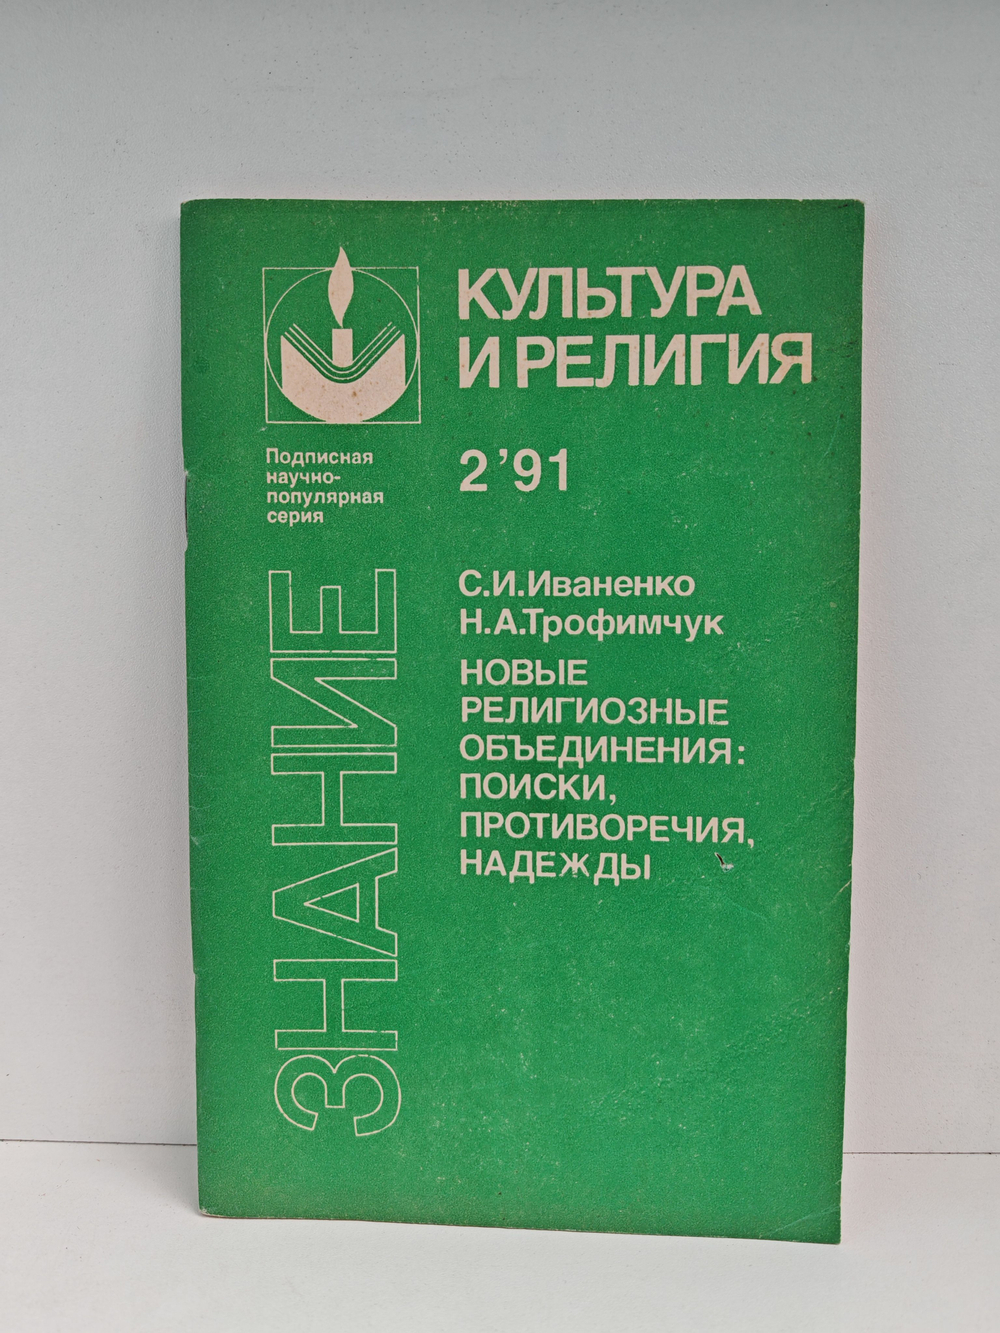 КУЛЬТУРА
И РЕЛИГИЯ
Подписная
научно-
популярная
серия
2'91
ЗНАНИЕ
С.И.Иваненко
Н.А.Трофимчук
НОВЫЕ
РЕЛИГИОЗНЫЕ
ОБЪЕДИНЕНИЯ:
ПОИСКИ,
ПРОТИВОРЕЧИЯ,
НАДЕЖДЫ